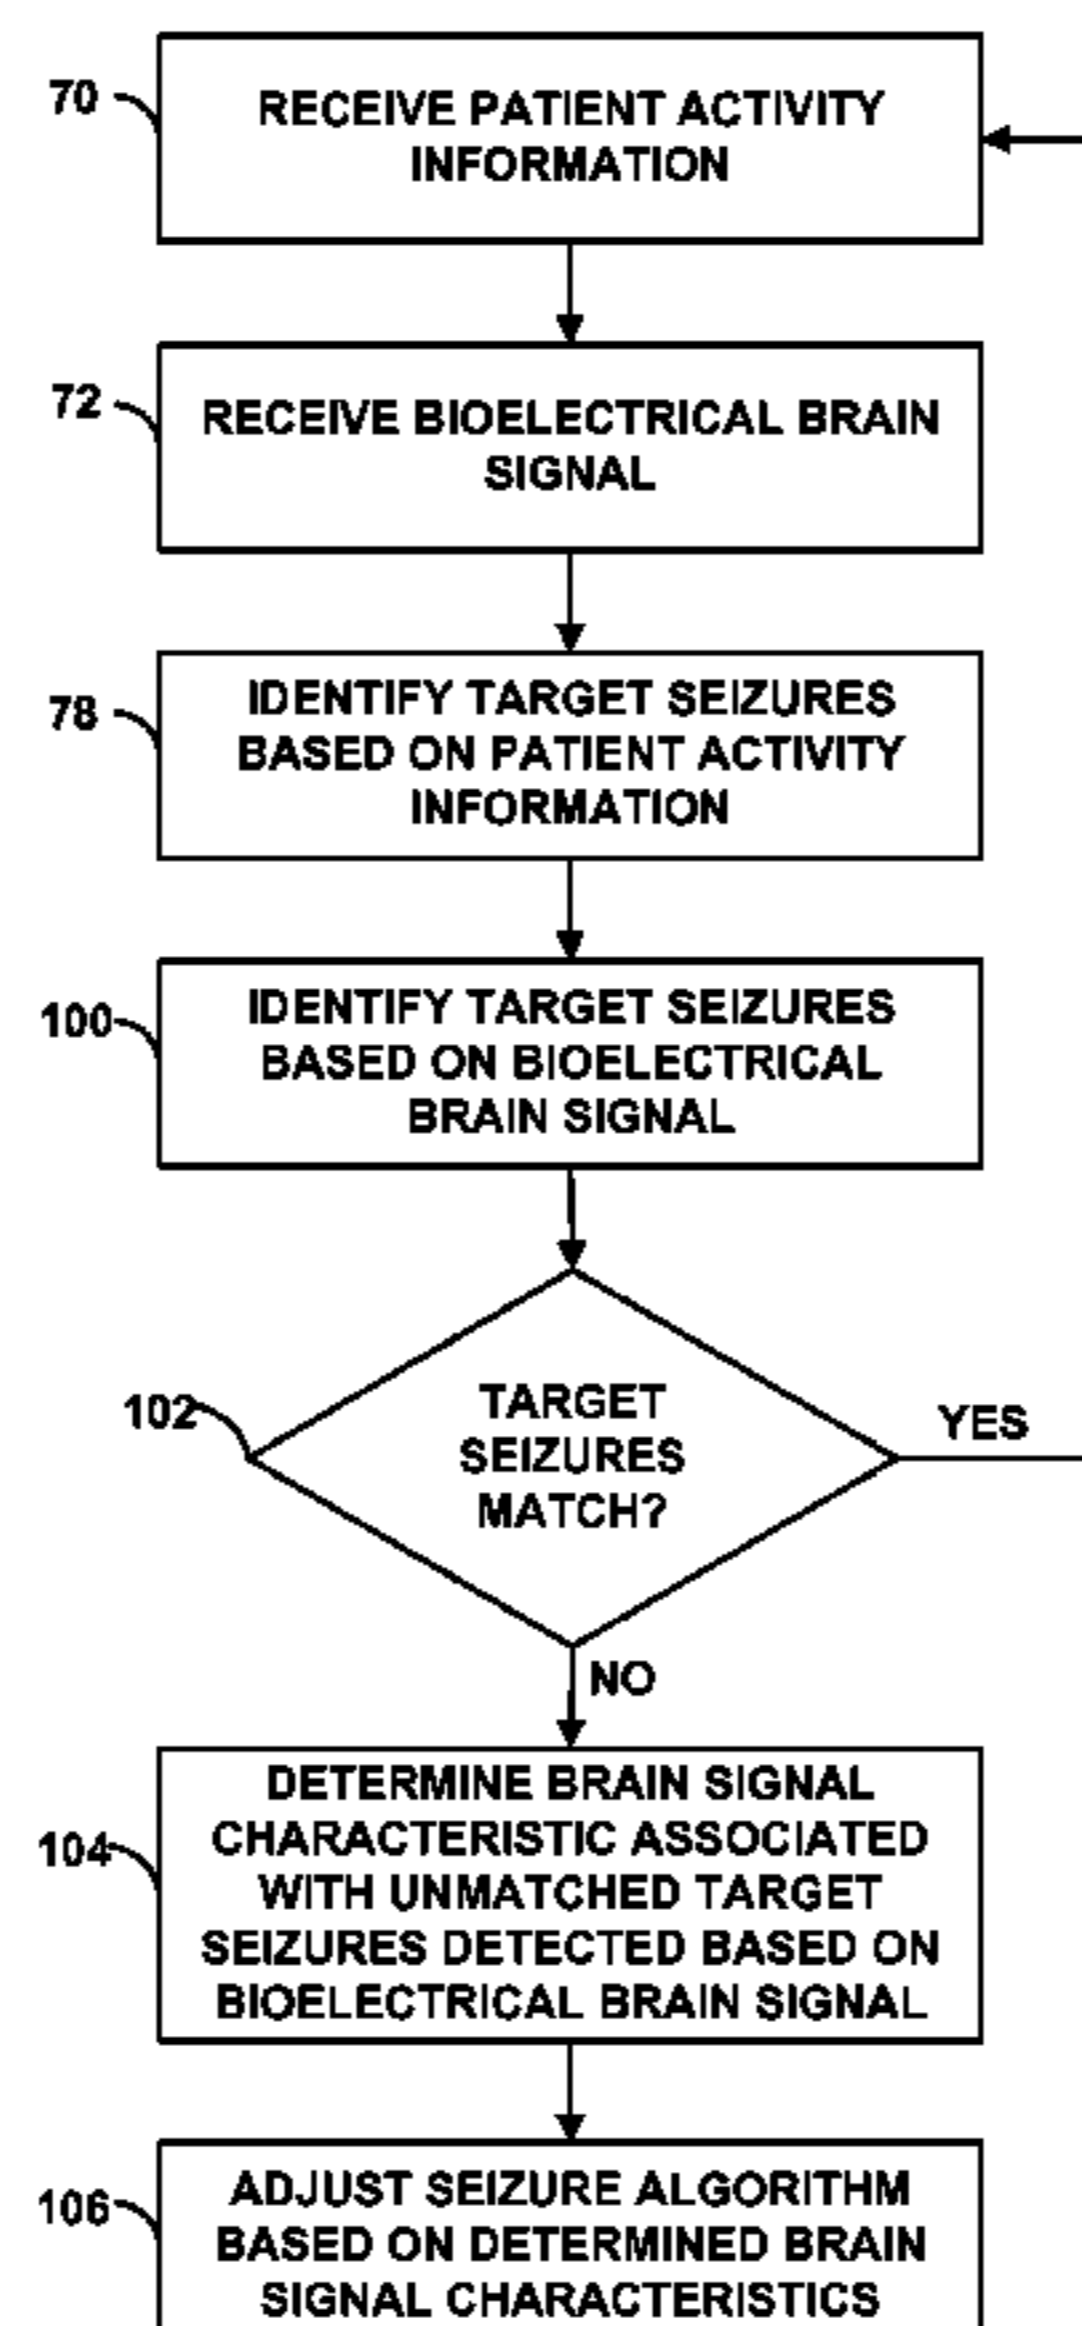 70
RECEIVE PATIENT ACTIVITY
INFORMATION
72
RECEIVE BIOELECTRICAL BRAIN
SIGNAL
78
IDENTIFY TARGET SEIZURES
BASED ON PATIENT ACTIVITY
INFORMATION
100
IDENTIFY TARGET SEIZURES
BASED ON BIOELECTRICAL
BRAIN SIGNAL
102
TARGET
SEIZURES
MATCH?
YES
NO
104
DETERMINE BRAIN SIGNAL
CHARACTERISTIC ASSOCIATED
WITH UNMATCHED TARGET
SEIZURES DETECTED BASED ON
BIOELECTRICAL BRAIN SIGNAL
106
ADJUST SEIZURE ALGORITHM
BASED ON DETERMINED BRAIN
SIGNAL CHARACTERISTICS